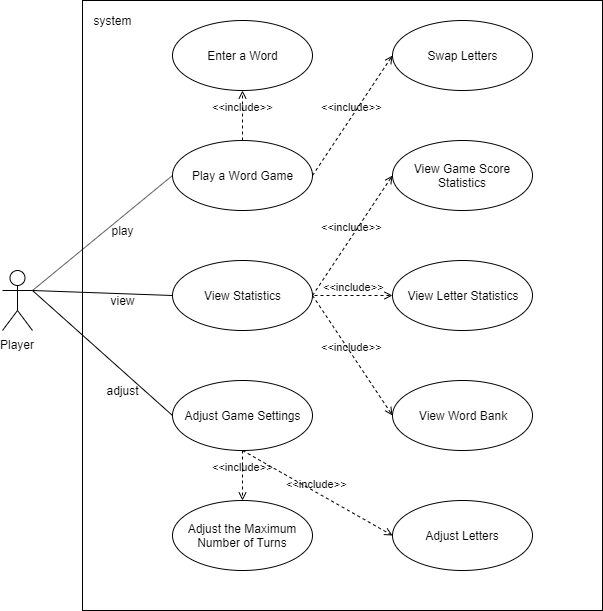 system
Enter a Word
Swap Letters
<<include>>
<<include>>
Play a Word Game
View Game Score
Statistics
play
<<include>>
View Statistics
<<include>>
View Letter Statistics
view
Player
<<include>>
adjust
Adjust Game Settings
View Word Bank
<<include>>
<<include>>
Adjust the Maximum
Number of Turns
Adjust Letters